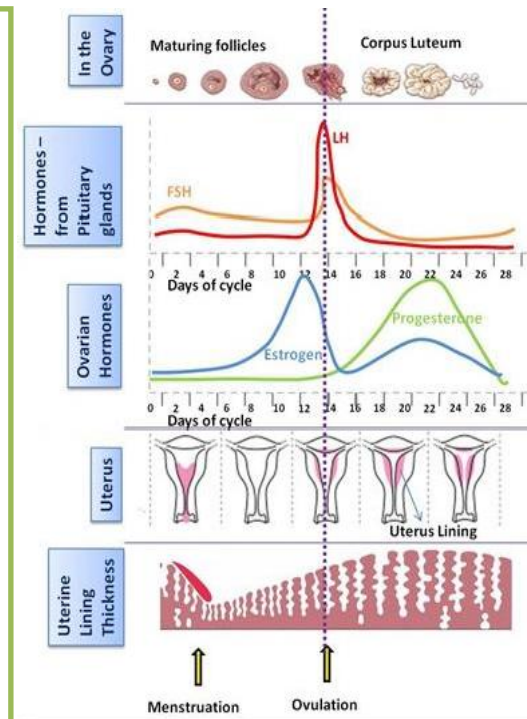 In the
Ovary
Maturing follicles
Corpus Luteum
Hormones –
from
Pituitary
glands
LH
FSH
0 2 4 6 8 10 12 14 16 18 20 22 24 26 28
Days of cycle
Ovarian
Hormones
Progesterone
Estrogen
0 2 4 6 8 10 12 14 16 18 20 22 24 26 28
Days of cycle
Uterus
Uterus Lining
Uterine
Lining
Thickness
Menstruation
Ovulation